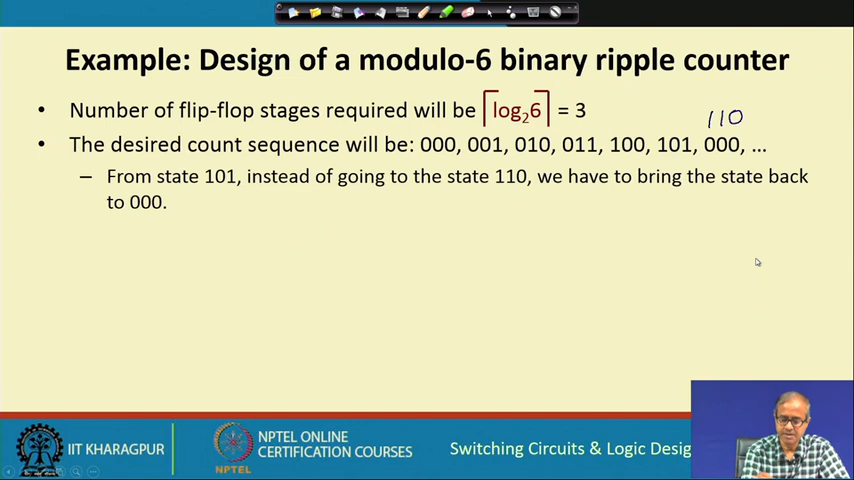 Example: Design of a modulo-6 binary ripple counter
• Number of flip-flop stages required will be ⌈log₂6⌉ = 3
110
• The desired count sequence will be: 000, 001, 010, 011, 100, 101, 000, ...
– From state 101, instead of going to the state 110, we have to bring the state back
to 000.
IIT KHARAGPUR
NPTEL
NPTEL ONLINE
CERTIFICATION COURSES
Switching Circuits & Logic Desig